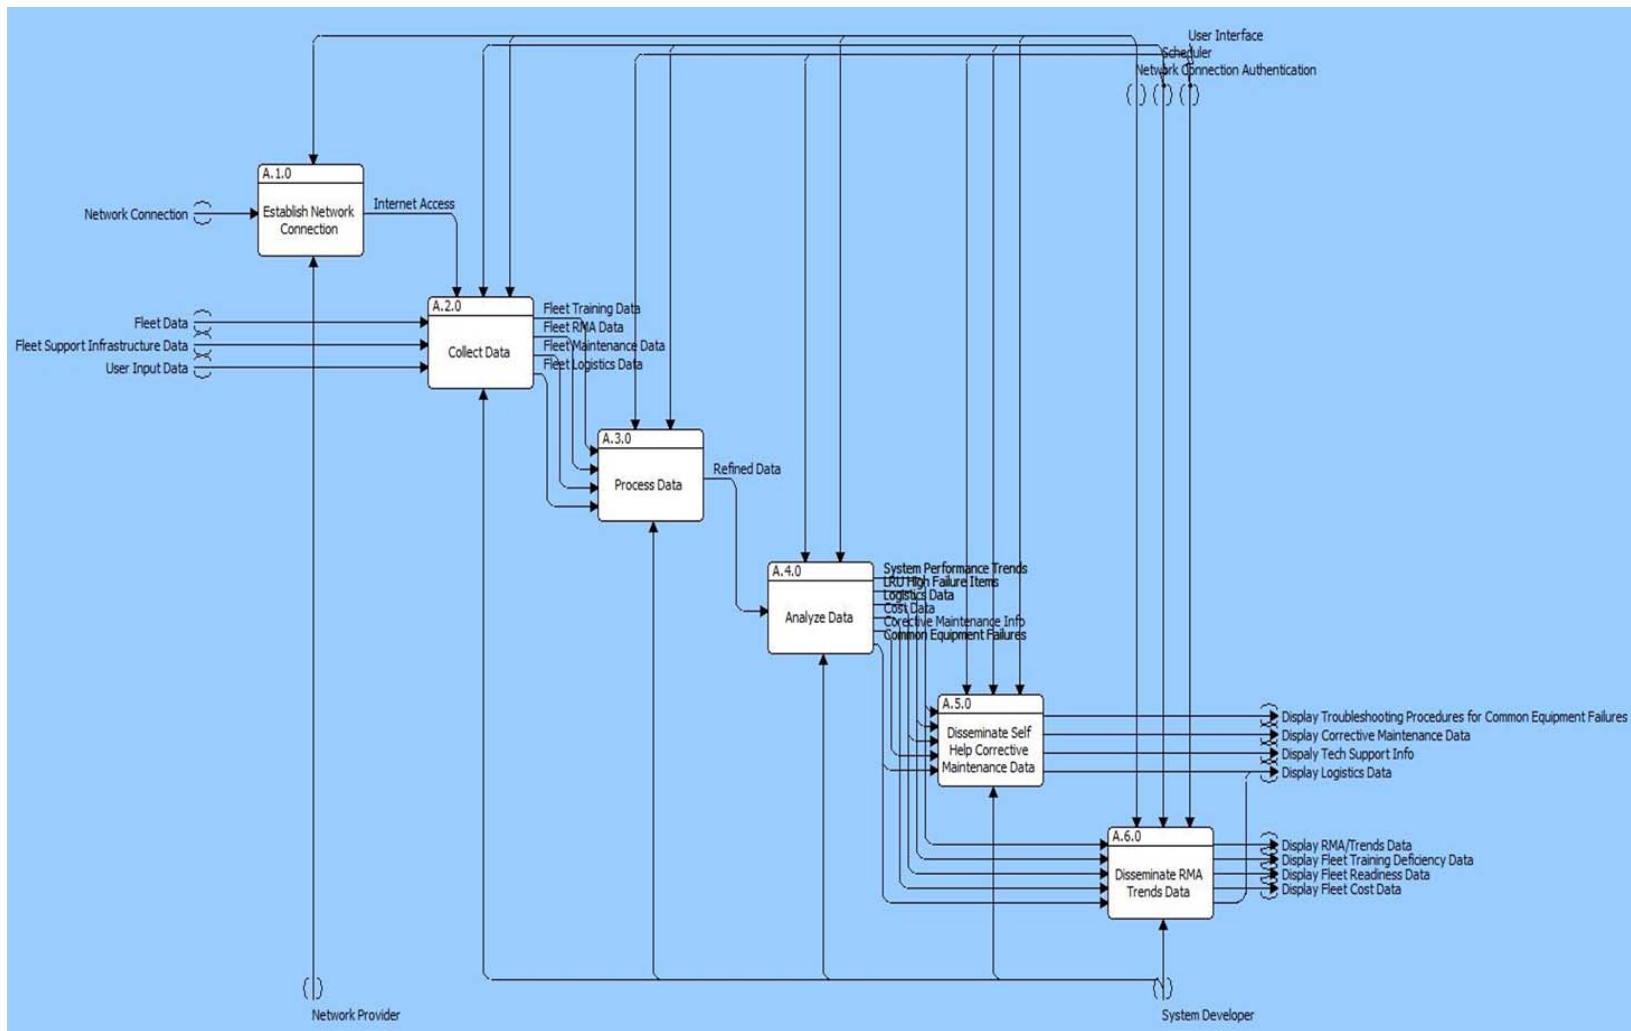 User Interface
Scheduler
Network Connection Authentication
A.1.0
Establish Network
Connection
Network Connection
Internet Access
A.2.0
Collect Data
Fleet Data
Fleet Support Infrastructure Data
User Input Data
Fleet Training Data
Fleet RMA Data
Fleet Maintenance Data
Fleet Logistics Data
A.3.0
Process Data
Refined Data
A.4.0
Analyze Data
System Performance Trends
LRU High Failure Items
Logistics Data
Cost Data
Corective Maintenance Info
Common Equipment Failures
A.5.0
Disseminate Self
Help Corrective
Maintenance Data
Display Troubleshooting Procedures for Common Equipment Failures
Display Corrective Maintenance Data
Dispaly Tech Support Info
Display Logistics Data
A.6.0
Disseminate RMA
Trends Data
Display RMA/Trends Data
Display Fleet Training Deficiency Data
Display Fleet Readiness Data
Display Fleet Cost Data
Network Provider
System Developer